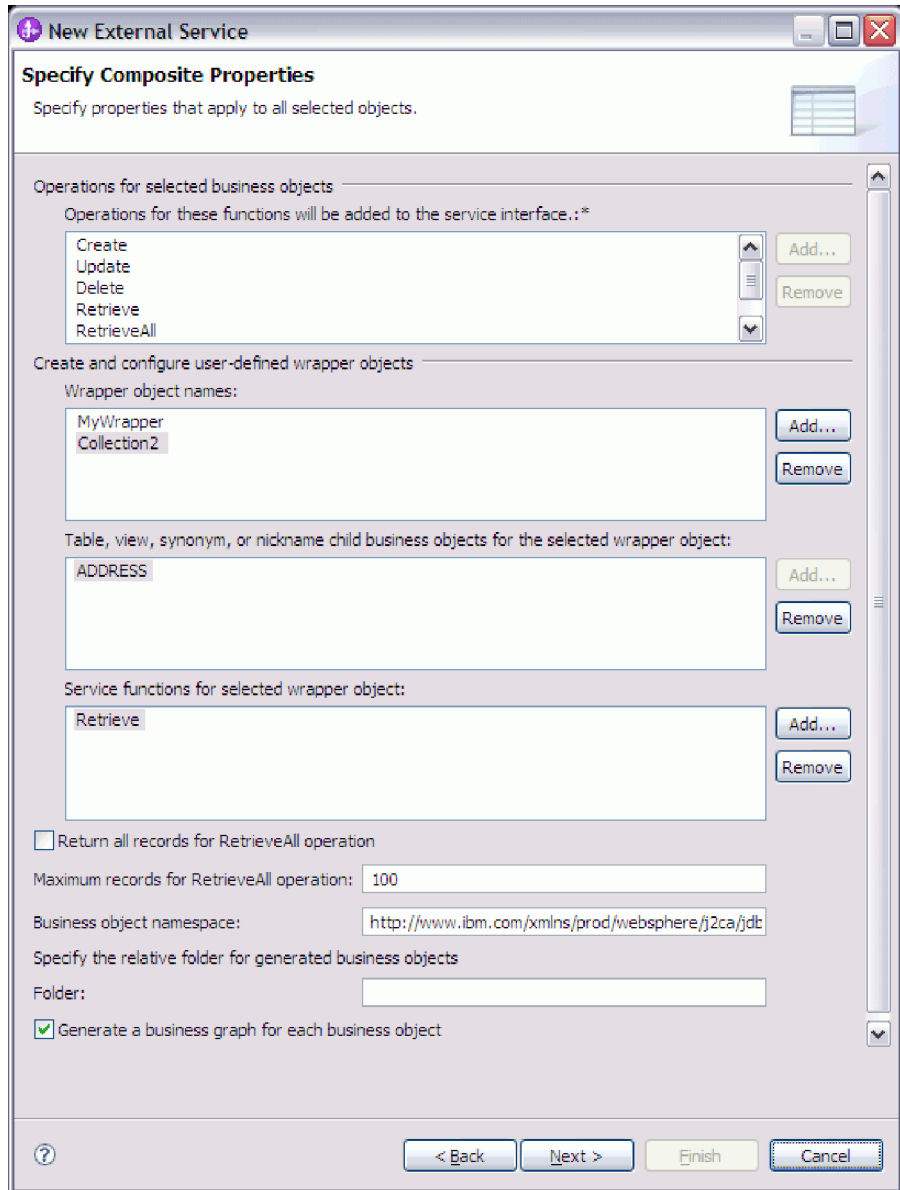 New External Service
Specify Composite Properties
Specify properties that apply to all selected objects.
Operations for selected business objects
Operations for these functions will be added to the service interface.:*
Create
Update
Delete
Retrieve
RetrieveAll
Add...
Remove
Create and configure user-defined wrapper objects
Wrapper object names:
MyWrapper
Collection2
Add...
Remove
Table, view, synonym, or nickname child business objects for the selected wrapper object:
ADDRESS
Add...
Remove
Service functions for selected wrapper object:
Retrieve
Add...
Remove
Return all records for RetrieveAll operation
Maximum records for RetrieveAll operation: 100
Business object namespace: http://www.ibm.com/xmlns/prod/websphere/j2ca/jdb
Specify the relative folder for generated business objects
Folder:
Generate a business graph for each business object
? < Back Next > Finish Cancel